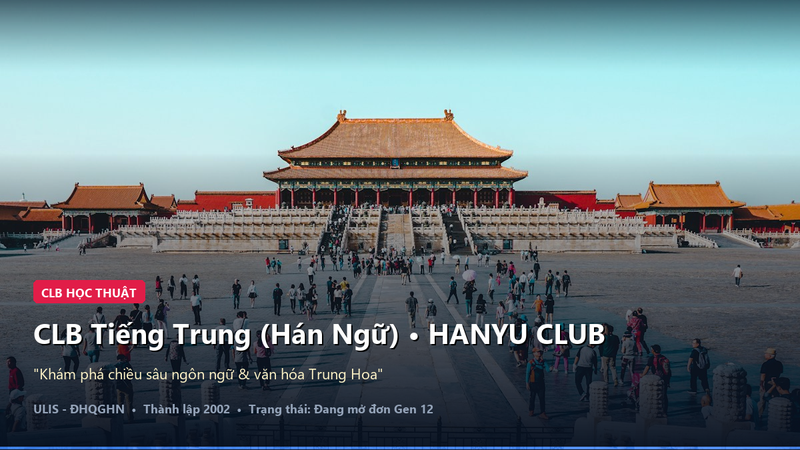 CLB HỌC THUẬT
CLB Tiếng Trung (Hán Ngữ) • HANYU CLUB
"Khám phá chiều sâu ngôn ngữ & văn hóa Trung Hoa"
ULIS - ĐHQGHN • Thành lập 2002 • Trạng thái: Đang mở đơn Gen 12